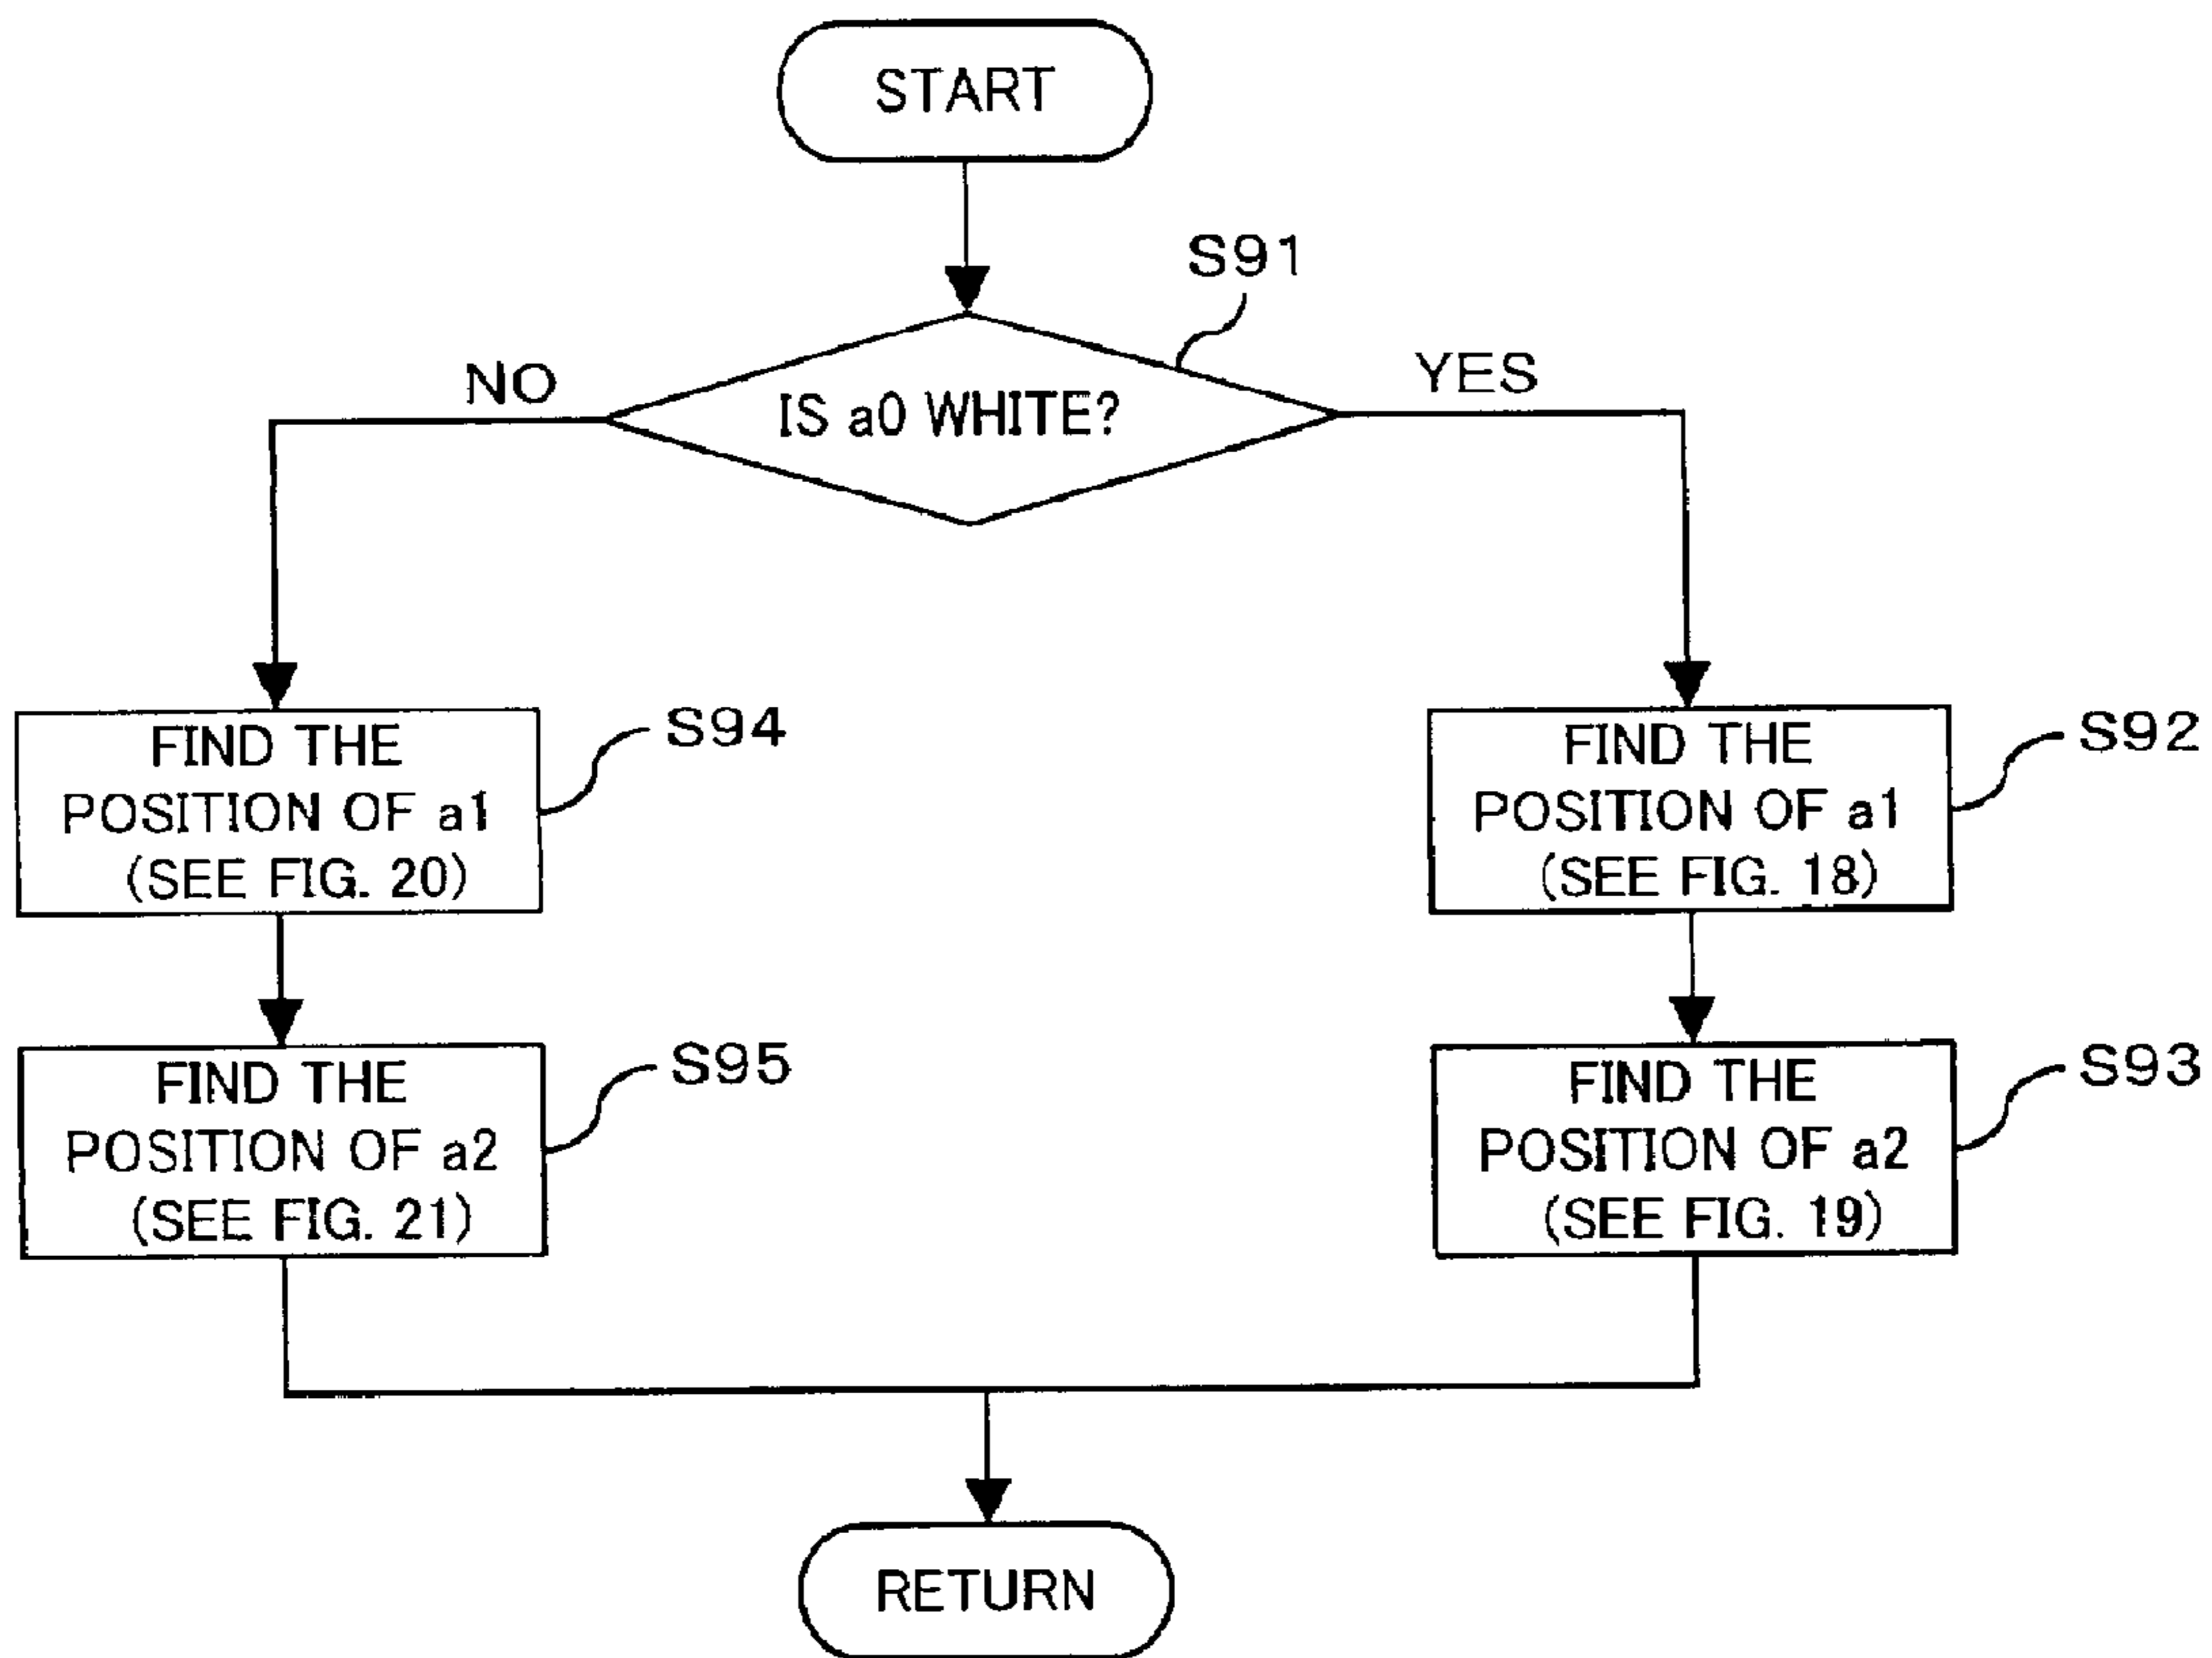 START
S91
NO
IS a0 WHITE?
YES
FIND THE
POSITION OF a1
(SEE FIG. 20)
S94
FIND THE
POSITION OF a1
(SEE FIG. 18)
S92
FIND THE
POSITION OF a2
(SEE FIG. 21)
S95
FIND THE
POSITION OF a2
(SEE FIG. 19)
S93
RETURN